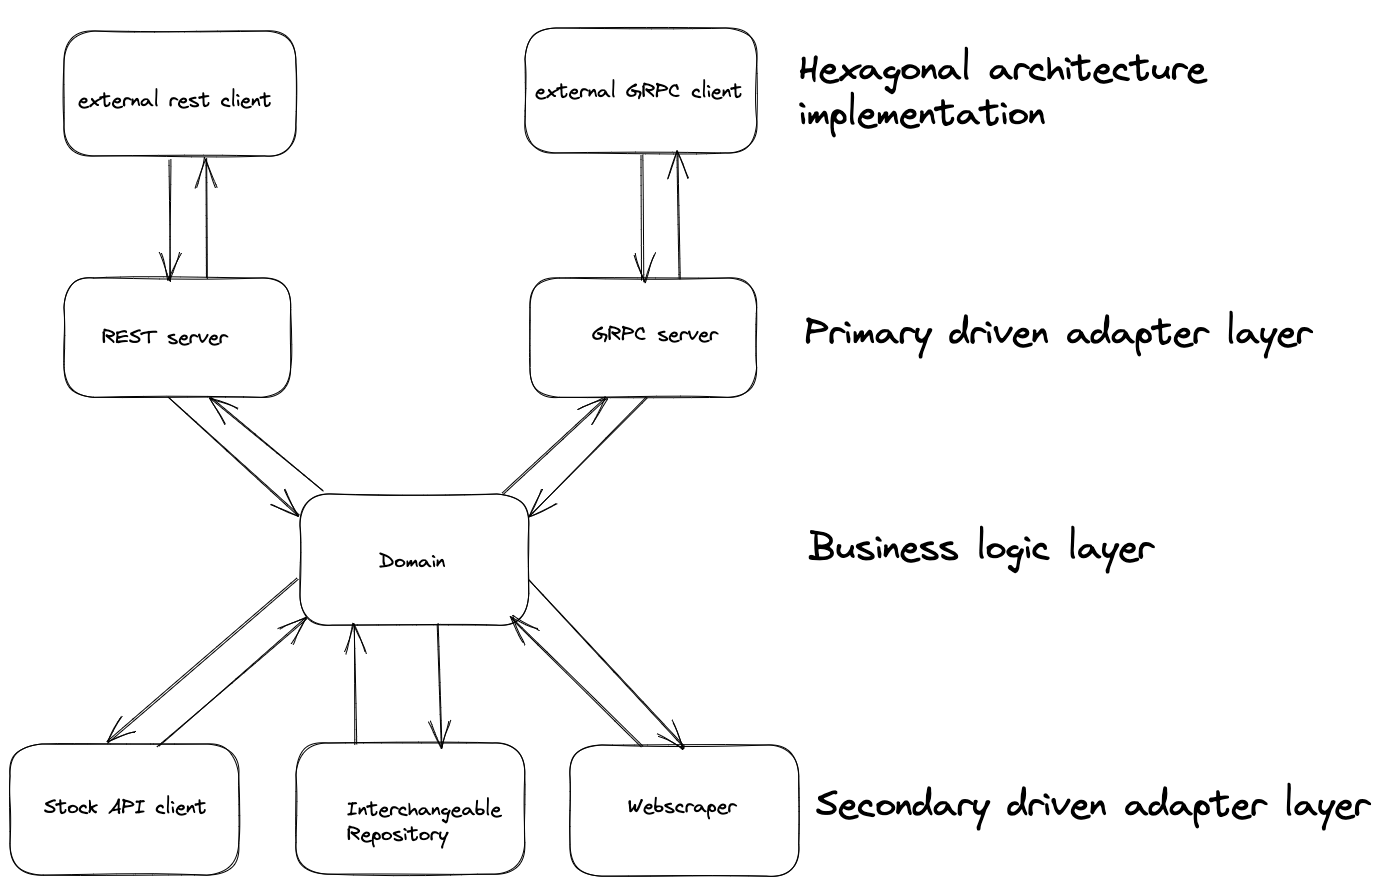 external rest client
external GRPC client
Hexagonal architecture
implementation
REST server
GRPC server
Primary driven adapter layer
Domain
Business logic layer
Stock API client
Interchangeable
Repository
Webscraper
Secondary driven adapter layer